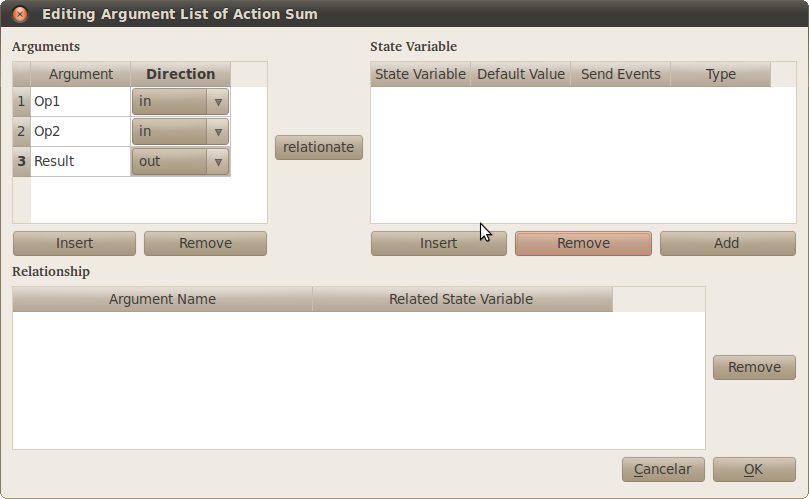 Editing Argument List of Action Sum
Arguments
Argument Direction
1 Op1 in
2 Op2 in
3 Result out
Insert Remove
relationate
State Variable
State Variable Default Value Send Events Type
Insert Remove Add
Relationship
Argument Name Related State Variable
Remove
Cancelar OK